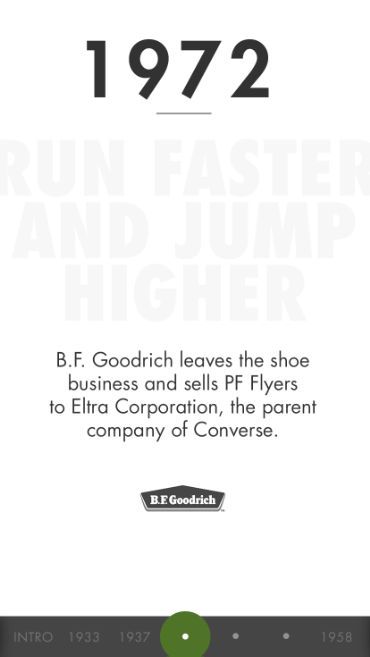 1972
RUN FASTER
AND JUMP
HIGHER
B.F. Goodrich leaves the shoe
business and sells PF Flyers
to Eltra Corporation, the parent
company of Converse.
B.F. Goodrich
INTRO 1933 1937 1958